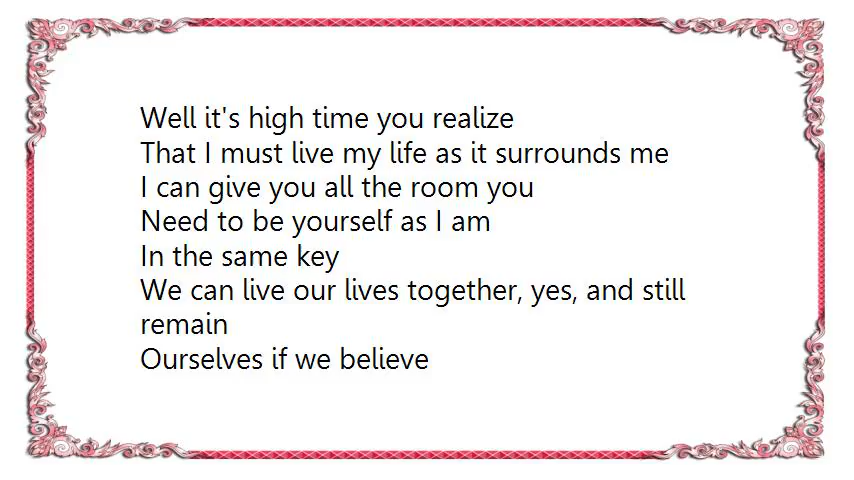 Well it's high time you realize
That I must live my life as it surrounds me
I can give you all the room you
Need to be yourself as I am
In the same key
We can live our lives together, yes, and still
remain
Ourselves if we believe